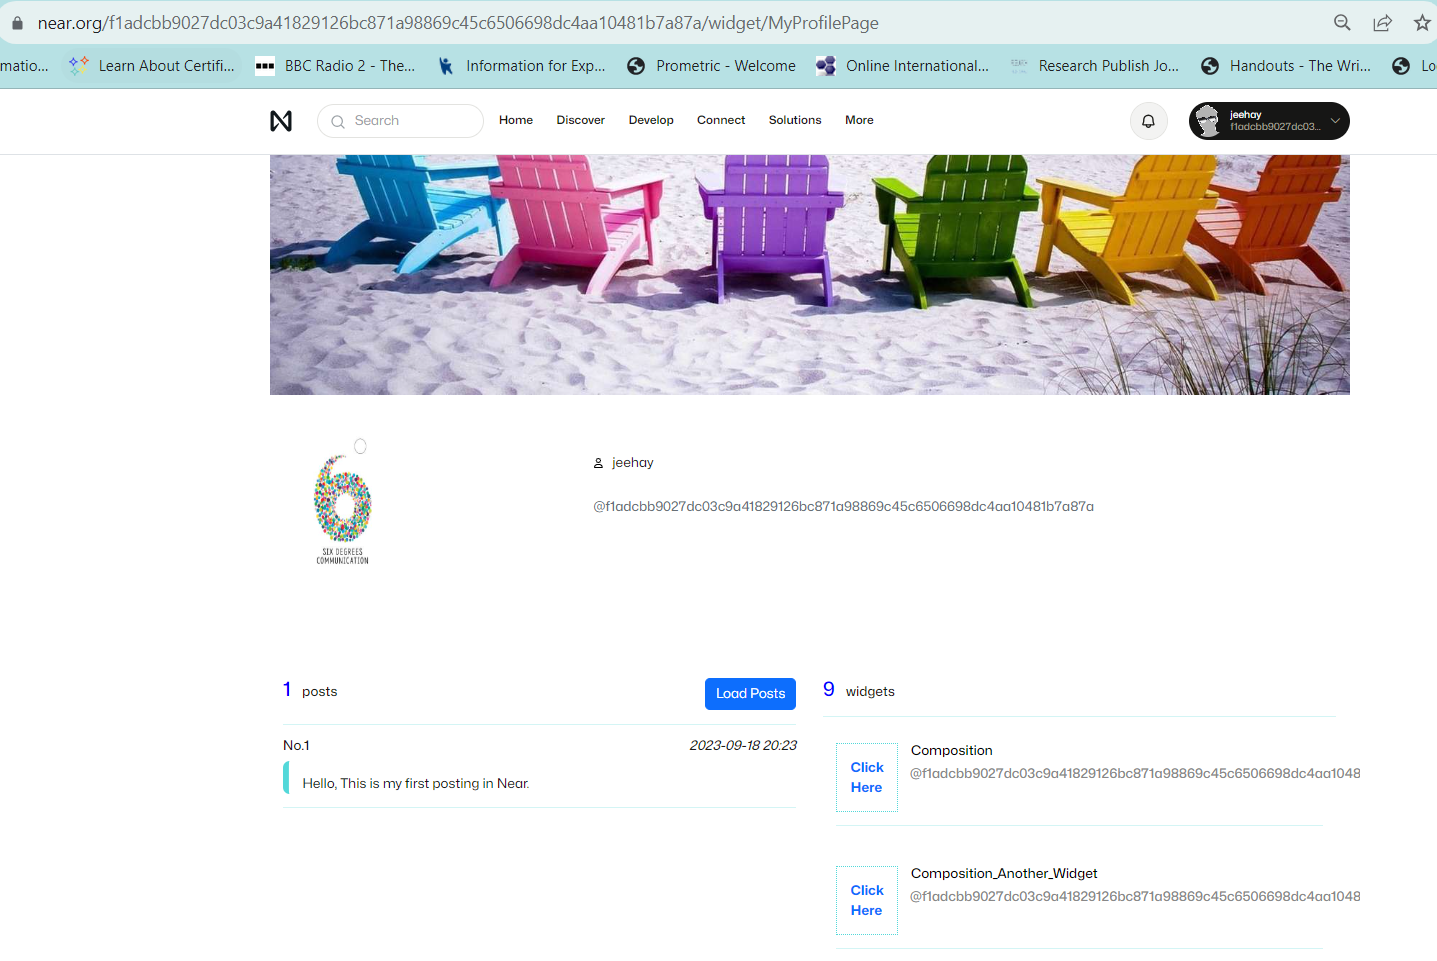 near.org/f1adcbb9027dc03c9a41829126bc871a98869c45c6506698dc4aa10481b7a87a/widget/MyProfilePage
matio... Learn About Certifi... BBC Radio 2 - The... Information for Exp... Prometric - Welcome Online International... Research Publish Jo... Handouts - The Wri... Lo
Search Home Discover Develop Connect Solutions More
jeehay
f1adcbb9027dc03...
jeehay
@f1adcbb9027dc03c9a41829126bc871a98869c45c6506698dc4aa10481b7a87a
6
SIX DEGREES
COMMUNICATION
1 posts Load Posts
No.1 2023-09-18 20:23
Hello, This is my first posting in Near.
9 widgets
Click Here
Composition
@f1adcbb9027dc03c9a41829126bc871a98869c45c6506698dc4aa1048
Click Here
Composition_Another_Widget
@f1adcbb9027dc03c9a41829126bc871a98869c45c6506698dc4aa1048